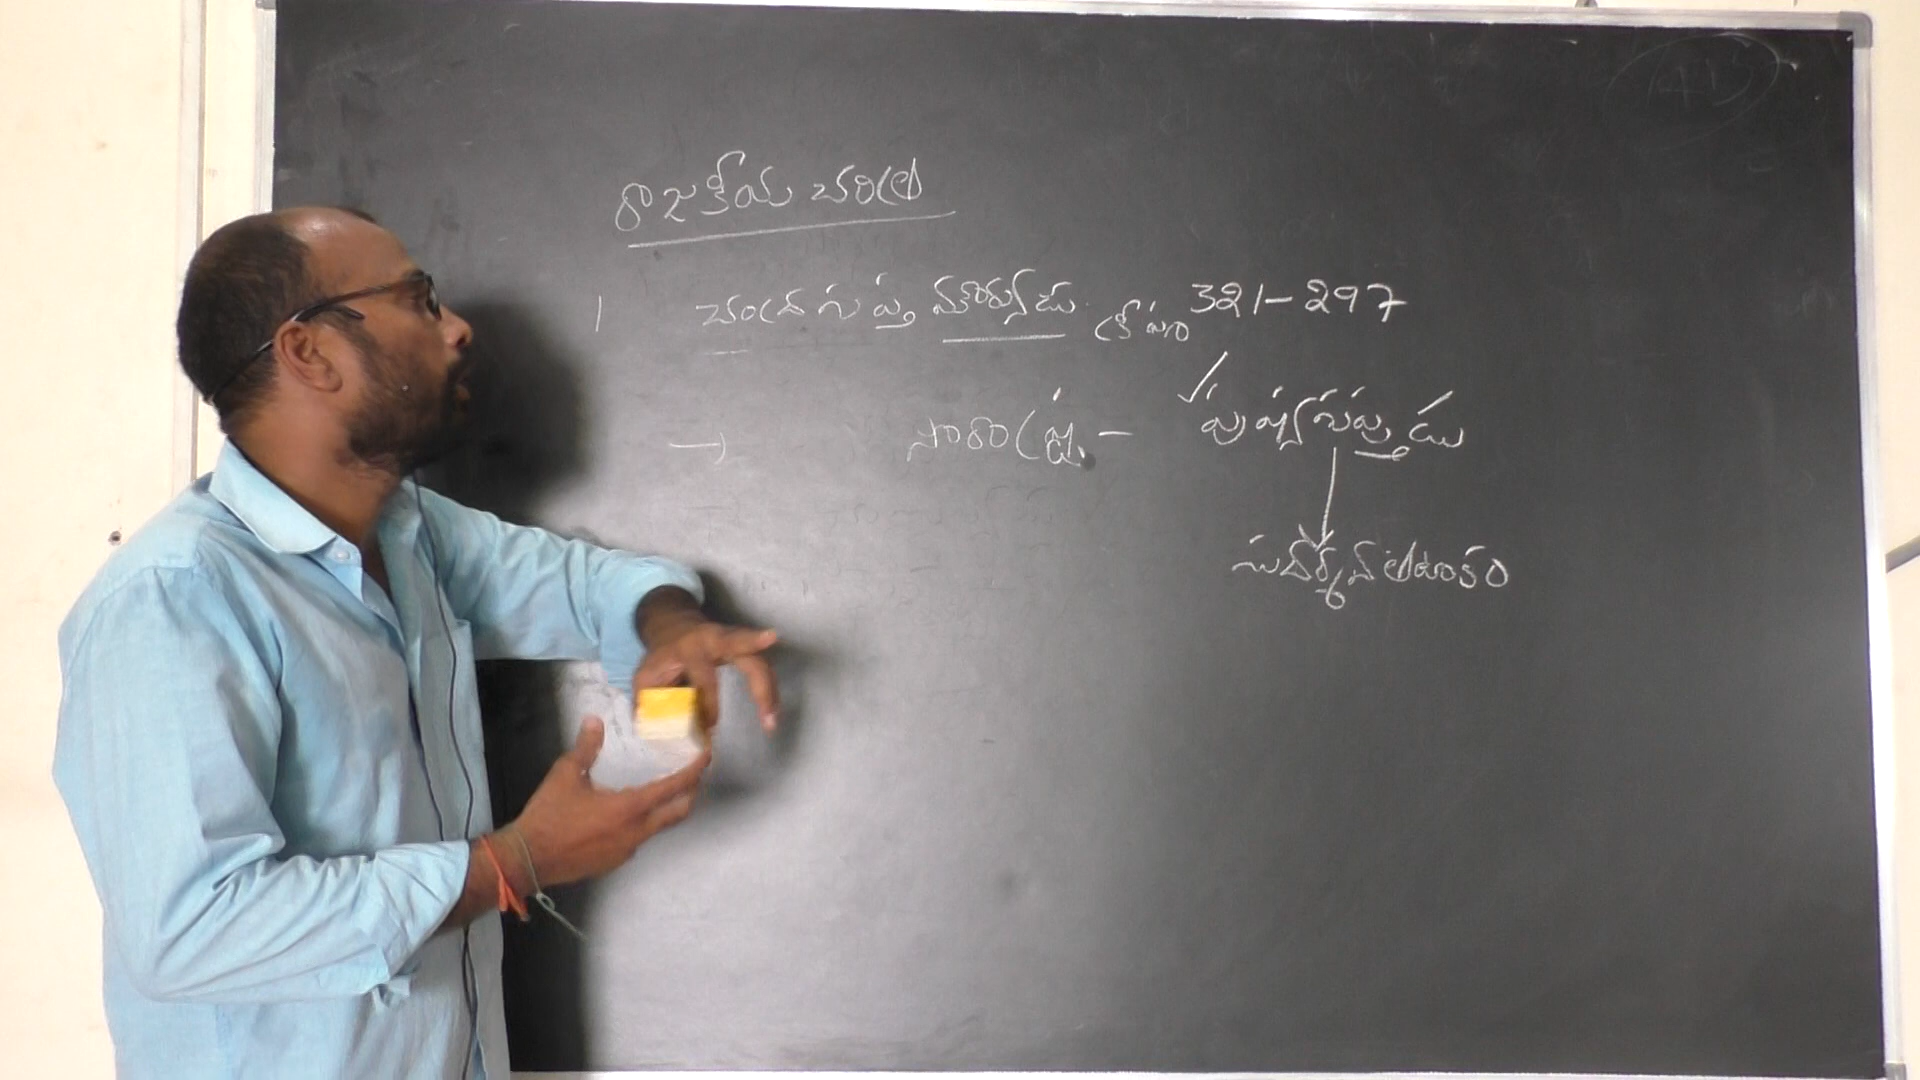 రాజకీయ చరిత్ర
1 చంద్రగుప్త మౌర్యుడు క్రీపూ 321-297
→ సౌరాష్ట్ర - పుష్యగుప్తుడు
సుదర్శన తటాకం